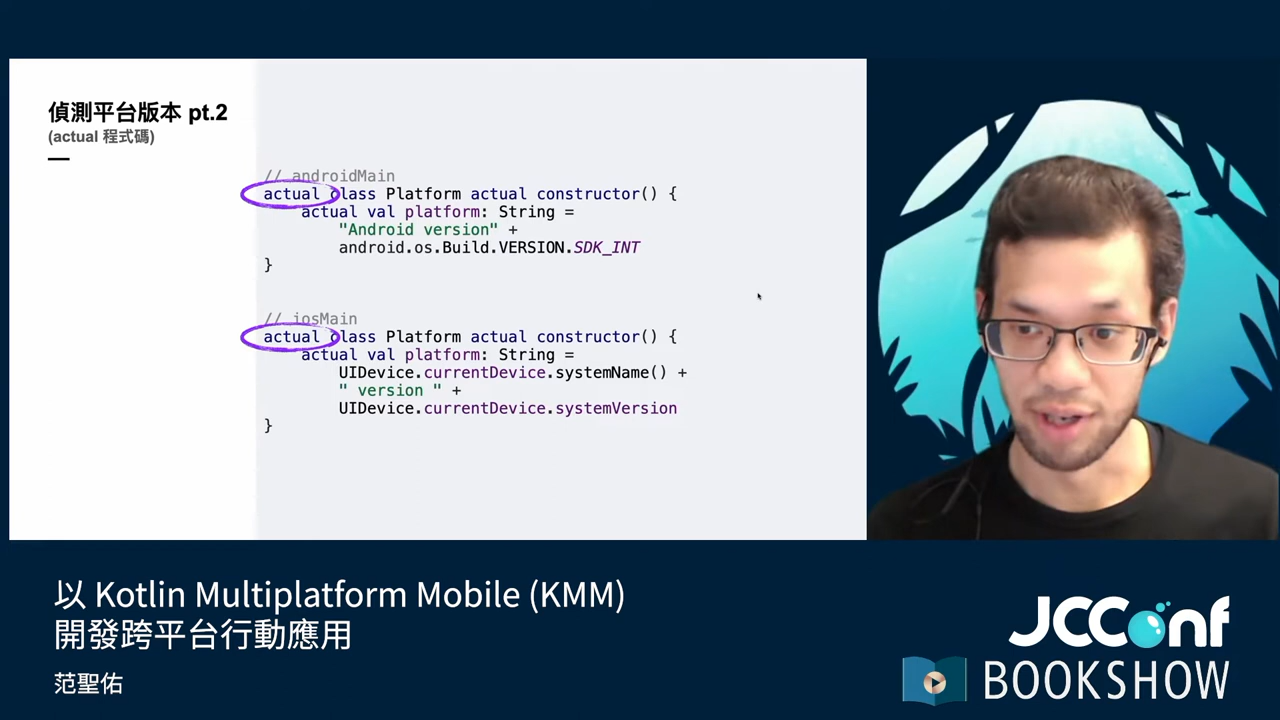 偵測平台版本 pt.2
(actual 程式碼)
// androidMain
actual class Platform actual constructor() {
actual val platform: String =
"Android version" +
android.os.Build.VERSION.SDK_INT
}
// iosMain
actual class Platform actual constructor() {
actual val platform: String =
UIDevice.currentDevice.systemName() +
" version " +
UIDevice.currentDevice.systemVersion
}
以 Kotlin Multiplatform Mobile (KMM)
開發跨平台行動應用
范聖佑
JCConf
BOOKSHOW